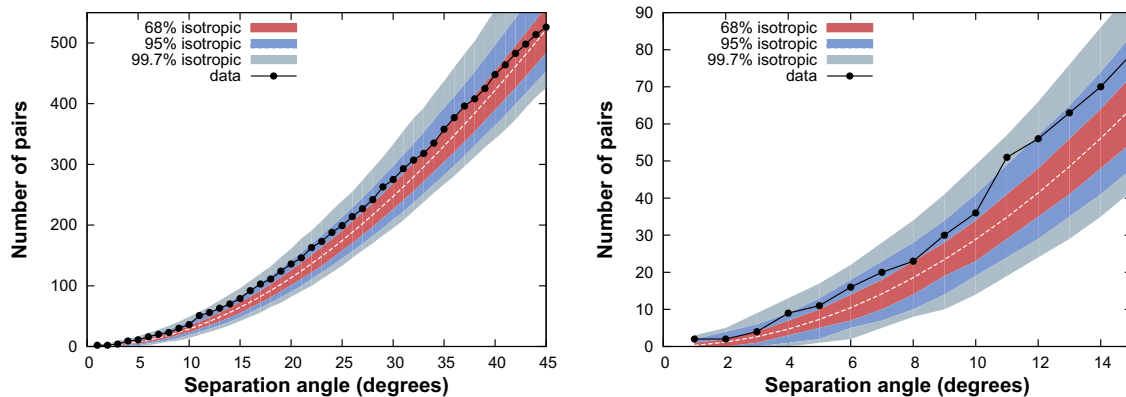 68% isotropic
95% isotropic
99.7% isotropic
data
Number of pairs
500
400
300
200
100
0
0 5 10 15 20 25 30 35 40 45
Separation angle (degrees)
68% isotropic
95% isotropic
99.7% isotropic
data
Number of pairs
90
80
70
60
50
40
30
20
10
0
0 2 4 6 8 10 12 14
Separation angle (degrees)